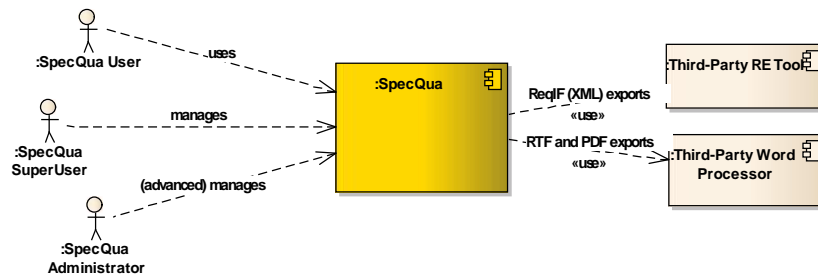 :SpecQua User
uses
:SpecQua
SuperUser
manages
:SpecQua
Administrator
(advanced) manages
:SpecQua
ReqIF (XML) exports
«use»
RTF and PDF exports
«use»
:Third-Party RE Tool
:Third-Party Word
Processor